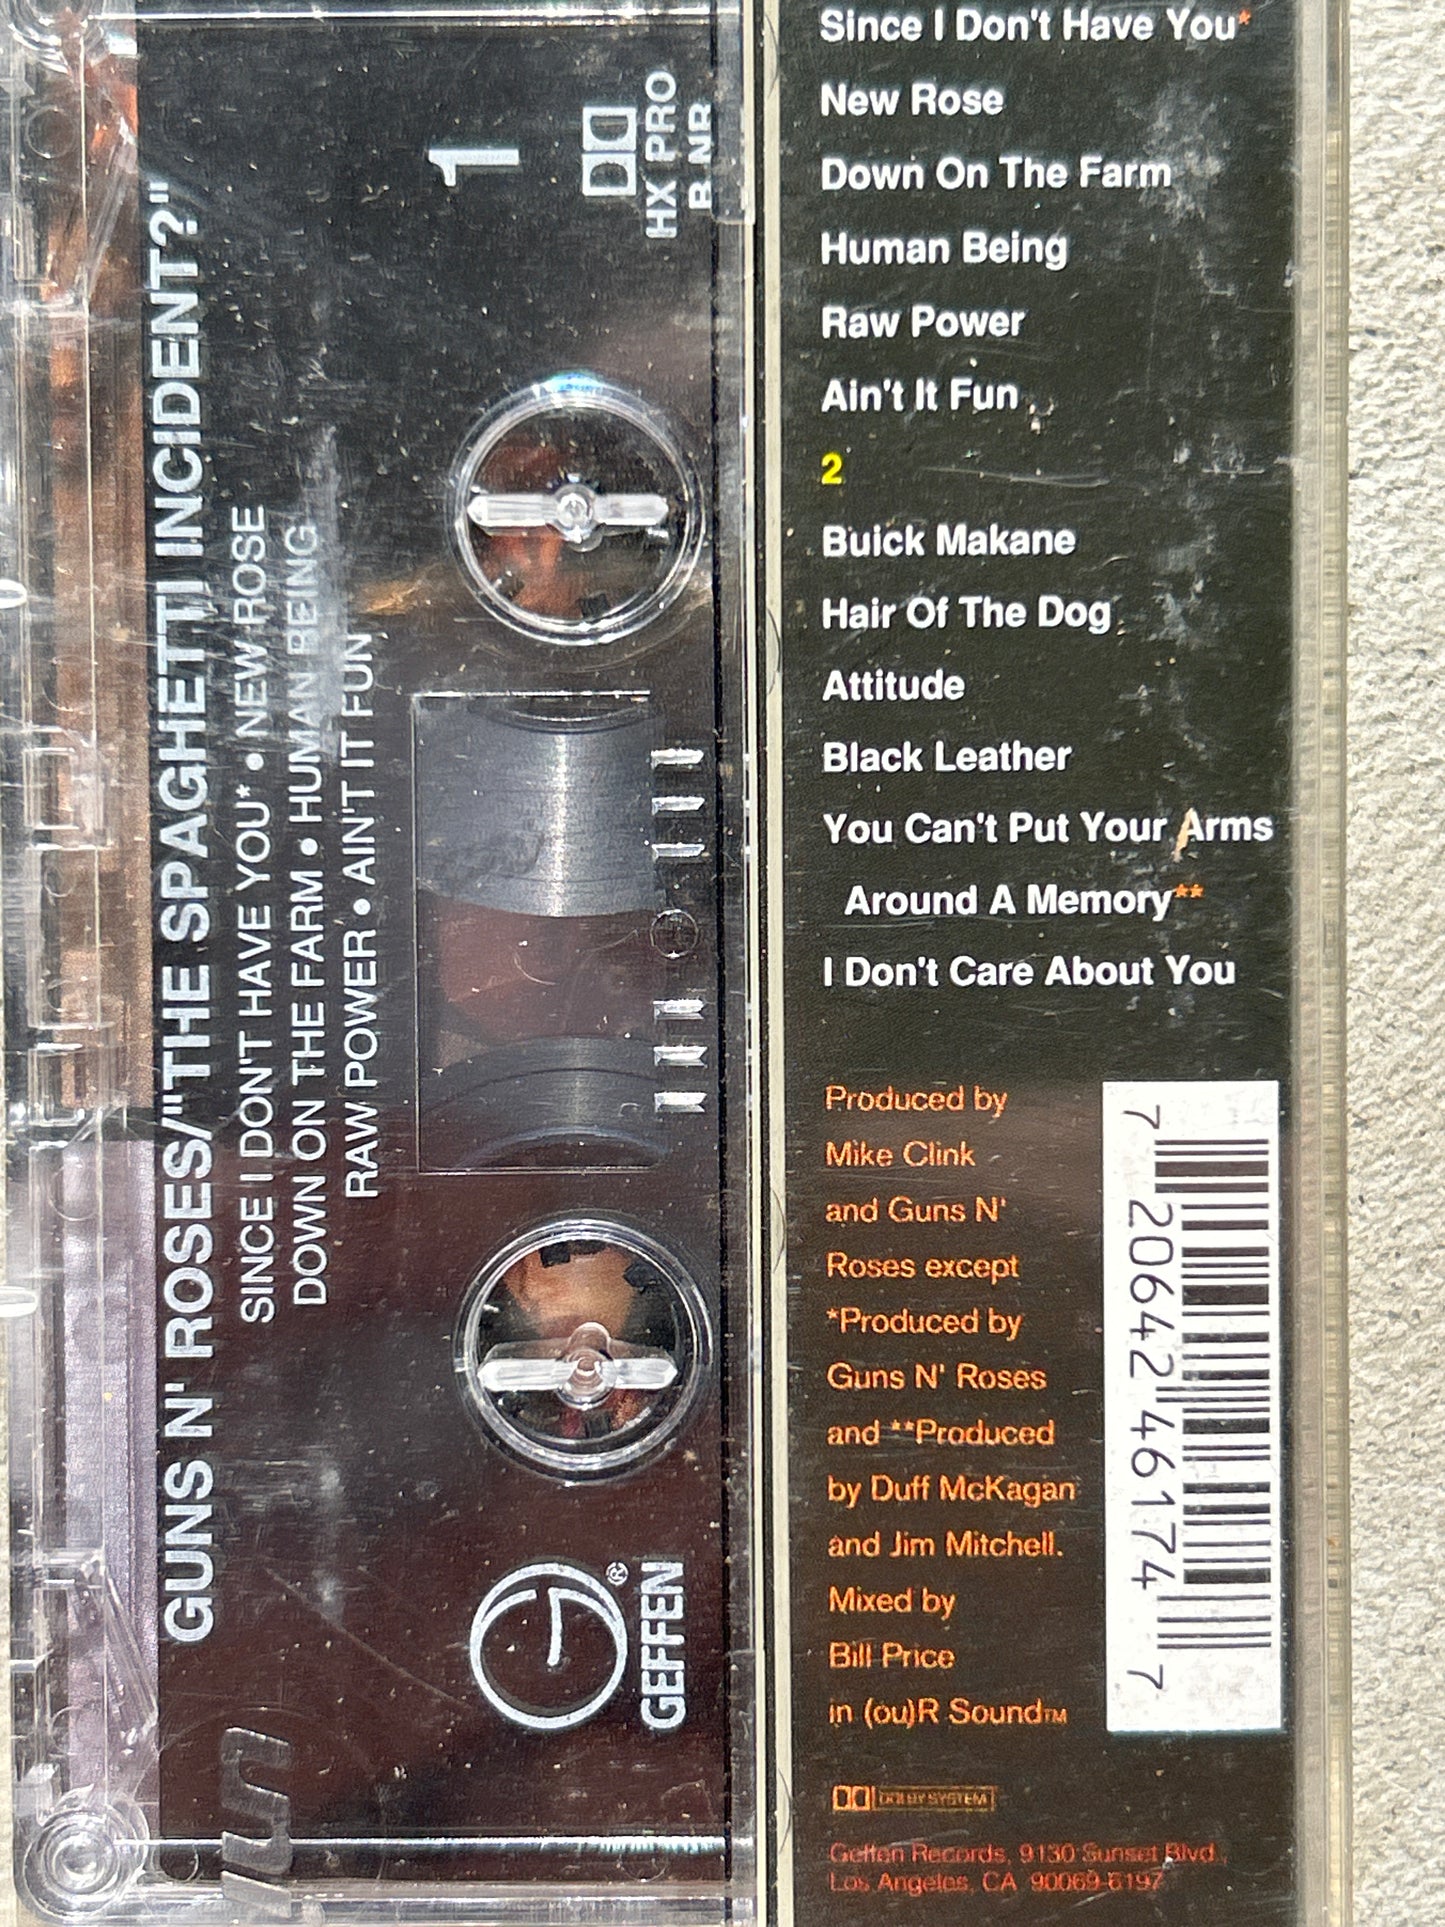 GUNS N' ROSES/"THE SPAGHETTI INCIDENT?"
SINCE I DON'T HAVE YOU* • NEW ROSE
DOWN ON THE FARM • HUMAN BEING
RAW POWER • AIN'T IT FUN
1
HX PRO
B NR
GEFFEN
®
Since I Don't Have You*
New Rose
Down On The Farm
Human Being
Raw Power
Ain't It Fun
2
Buick Makane
Hair Of The Dog
Attitude
Black Leather
You Can't Put Your Arms
Around A Memory**
I Don't Care About You
Produced by
Mike Clink
and Guns N'
Roses except
*Produced by
Guns N' Roses
and **Produced
by Duff McKagan
and Jim Mitchell.
Mixed by
Bill Price
in (ou)R Sound™
DOLBY SYSTEM
Geffen Records, 9130 Sunset Blvd.,
Los Angeles, CA 90069-6197
7 20642 46174 7